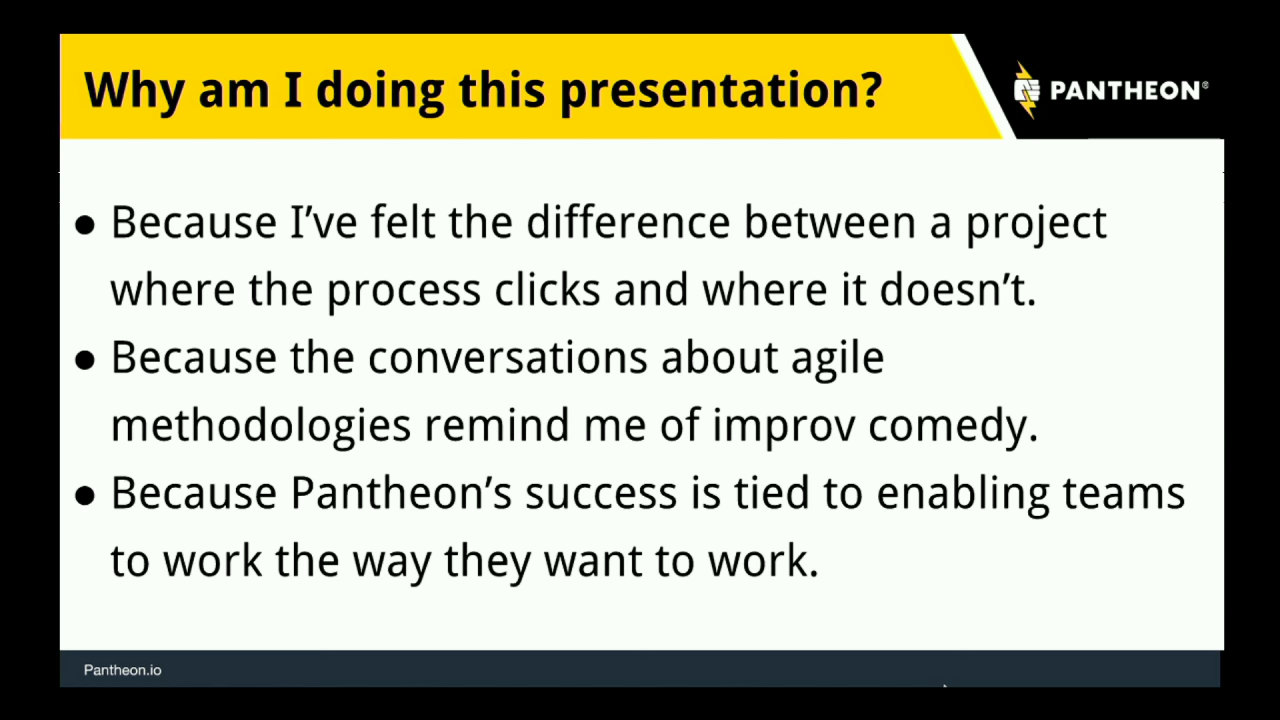 Why am I doing this presentation?
PANTHEON®
● Because I’ve felt the difference between a project
where the process clicks and where it doesn’t.
● Because the conversations about agile
methodologies remind me of improv comedy.
● Because Pantheon’s success is tied to enabling teams
to work the way they want to work.
Pantheon.io